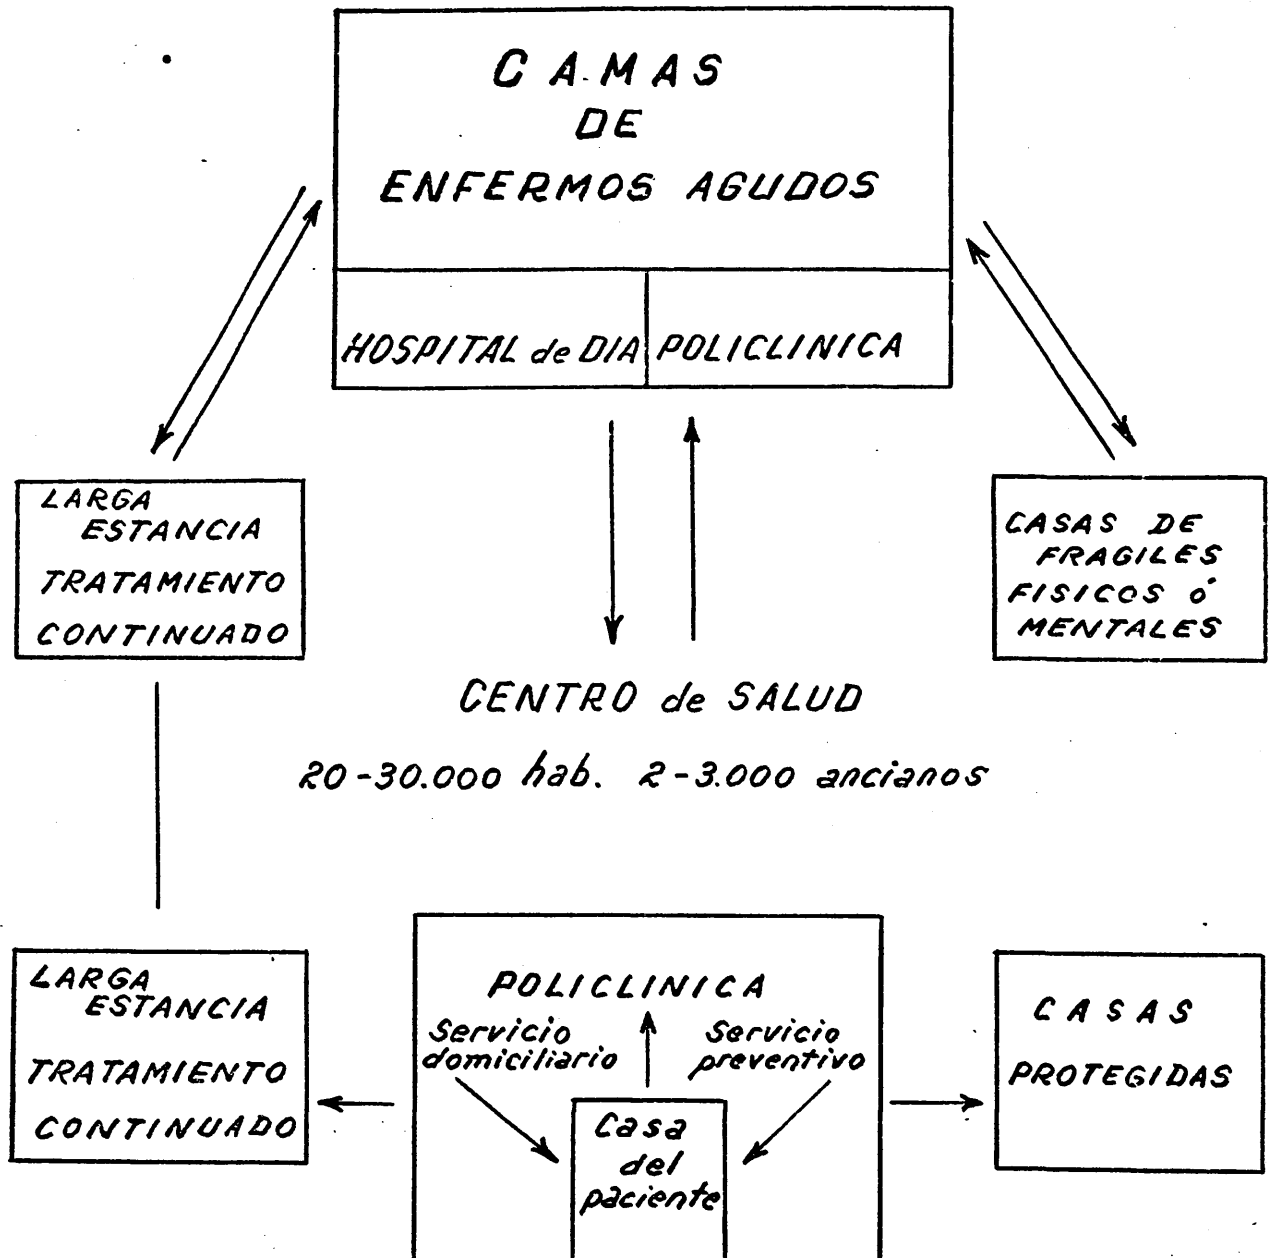 CAMAS
DE
ENFERMOS AGUDOS
HOSPITAL de DIA
POLICLINICA
LARGA
ESTANCIA
TRATAMIENTO
CONTINUADO
CASAS DE
FRAGILES
FISICOS ó
MENTALES
CENTRO de SALUD
20-30.000 hab. 2-3.000 ancianos
LARGA
ESTANCIA
TRATAMIENTO
CONTINUADO
POLICLINICA
Servicio
domiciliario
Servicio
preventivo
Casa
del
paciente
CASAS
PROTEGIDAS